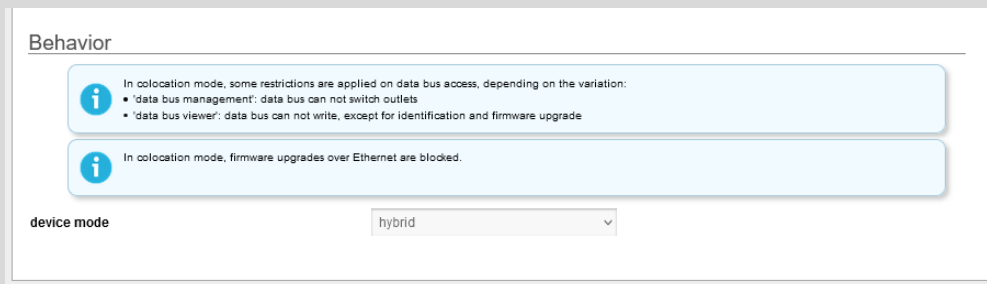 Behavior
In colocation mode, some restrictions are applied on data bus access, depending on the variation:
• 'data bus management': data bus can not switch outlets
• 'data bus viewer': data bus can not write, except for identification and firmware upgrade
In colocation mode, firmware upgrades over Ethernet are blocked.
device mode hybrid